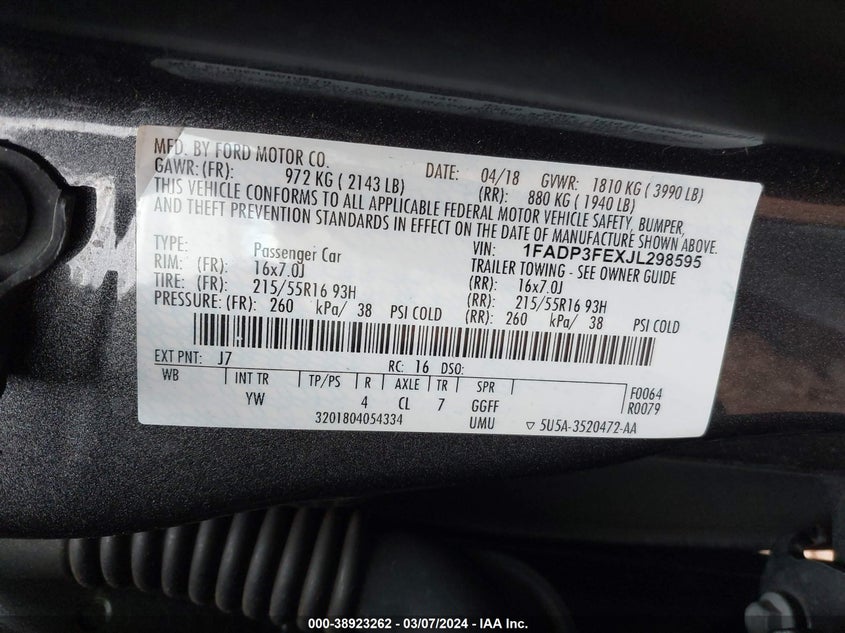 MFD. BY FORD MOTOR CO. DATE: 04/18 GVWR: 1810 KG ( 3990 LB)
GAWR: (FR): 972 KG ( 2143 LB) (RR): 880 KG ( 1940 LB)
THIS VEHICLE CONFORMS TO ALL APPLICABLE FEDERAL MOTOR VEHICLE SAFETY, BUMPER,
AND THEFT PREVENTION STANDARDS IN EFFECT ON THE DATE OF MANUFACTURE SHOWN ABOVE.
VIN: 1FADP3FEXJL298595
TYPE: Passenger Car TRAILER TOWING - SEE OWNER GUIDE
RIM: (FR): 16x7.0J (RR): 16x7.0J
TIRE: (FR): 215/55R16 93H (RR): 215/55R16 93H
PRESSURE: (FR): 260 kPa/ 38 PSI COLD (RR): 260 kPa/ 38 PSI COLD
EXT PNT: J7 RC: 16 DSO:
WB INT TR TP/PS R AXLE TR SPR F0064
YW 4 CL 7 GGFF R0079
3201804054334 UMU ▽ 5U5A-3520472-AA
000-38923262 - 03/07/2024 - IAA Inc.